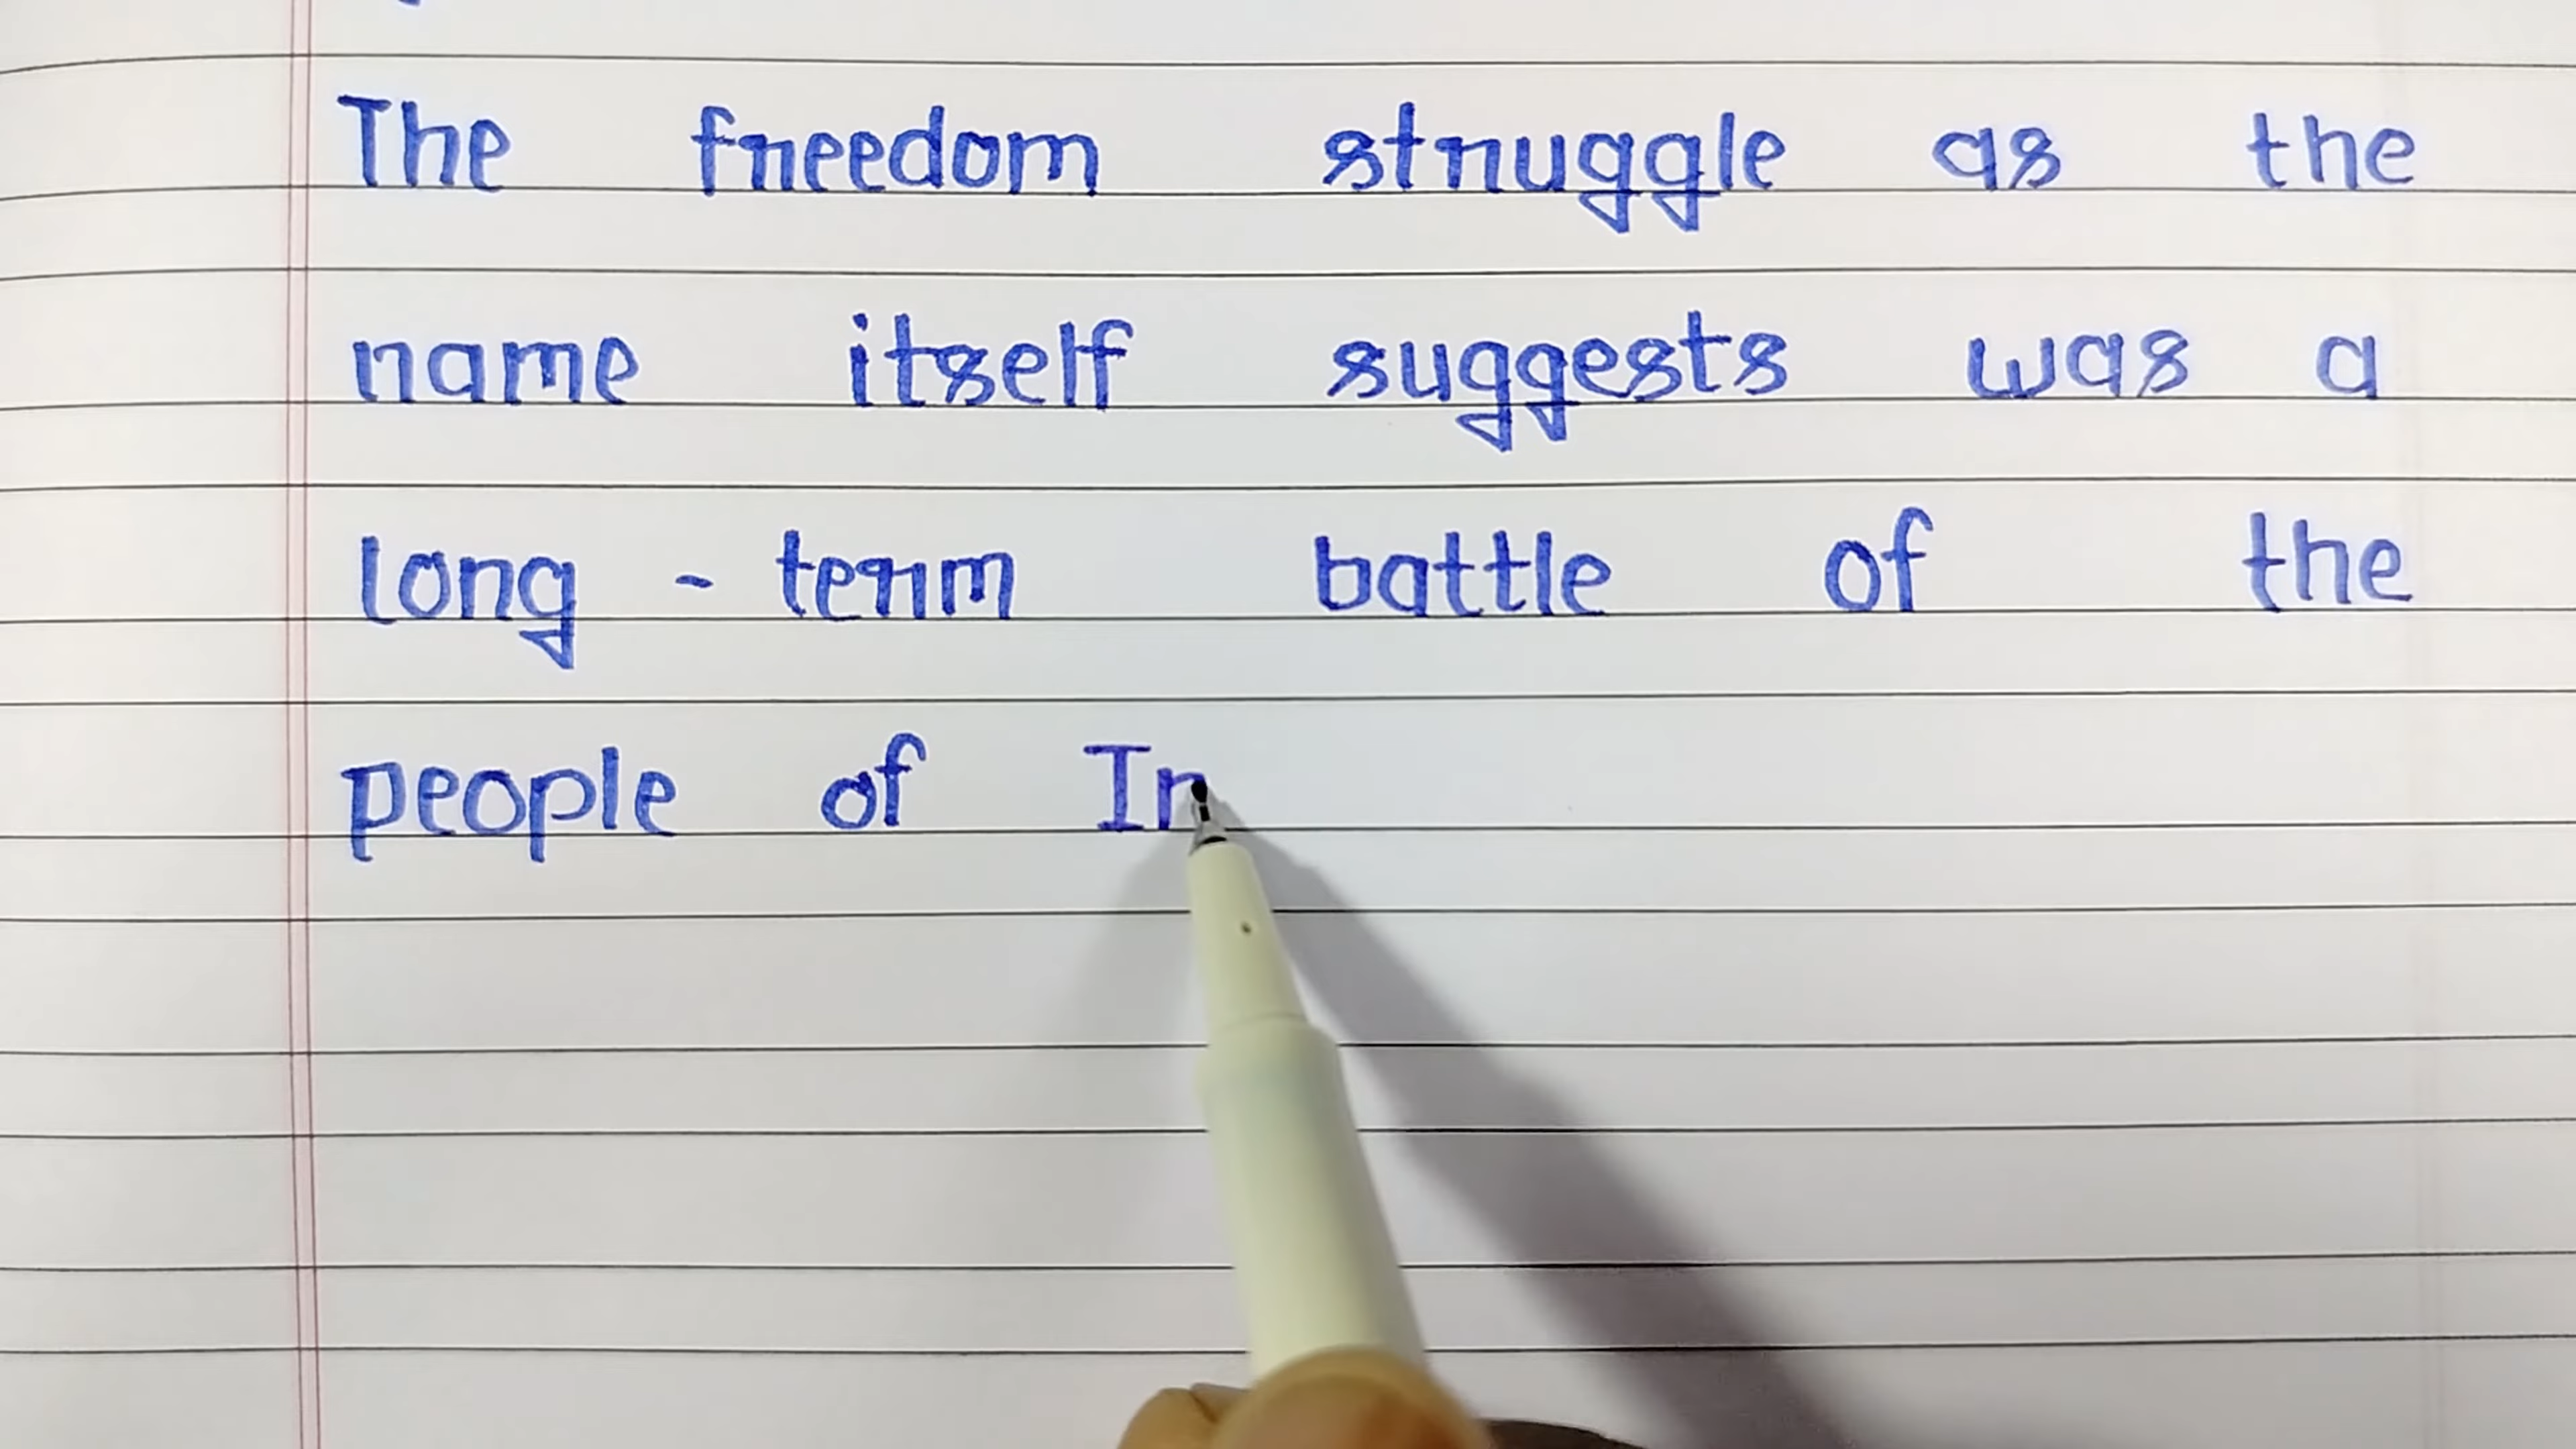 The freedom struggle as the
name itself suggests was a
long - term battle of the
people of In